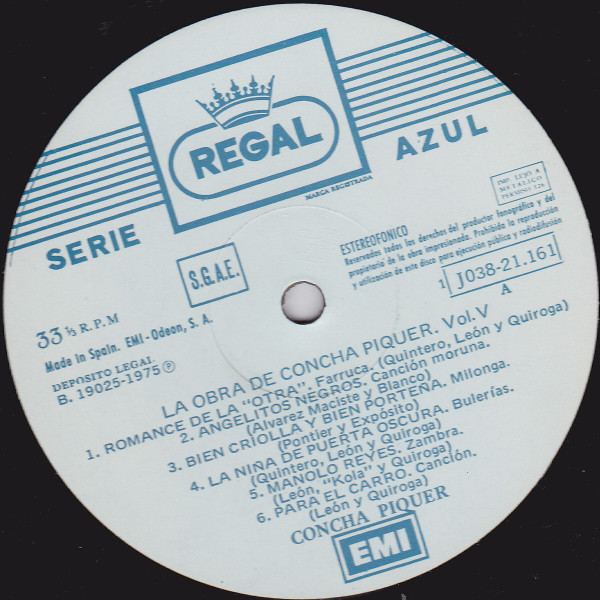 REGAL
MARCA REGISTRADA
SERIE AZUL
IMP. LUJO A
METALICO
PERMISO 124
S.G.A.E.
ESTEREOFONICO
Reservados todos los derechos del productor fonográfico y del
propietario de la obra impresionada. Prohibida la reproducción
y utilización de este disco para ejecución pública y radiodifusión
33 ⅓ R.P.M
Made in Spain. EMI-Odeon, S. A.
DEPOSITO LEGAL
B. 19025-1975 Ⓟ
1 J038-21.161
A
LA OBRA DE CONCHA PIQUER. Vol.V
1. ROMANCE DE LA "OTRA". Farruca. (Quintero, León y Quiroga)
2. ANGELITOS NEGROS. Canción moruna.
(Alvarez Maciste y Blanco)
3. BIEN CRIOLLA Y BIEN PORTEÑA. Milonga.
(Pontier y Expósito)
4. LA NIÑA DE PUERTA OSCURA. Bulerías.
(Quintero, León y Quiroga)
5. MANOLO REYES. Zambra.
(León, "Kola" y Quiroga)
6. PARA EL CARRO. Canción.
(León y Quiroga)
CONCHA PIQUER
EMI